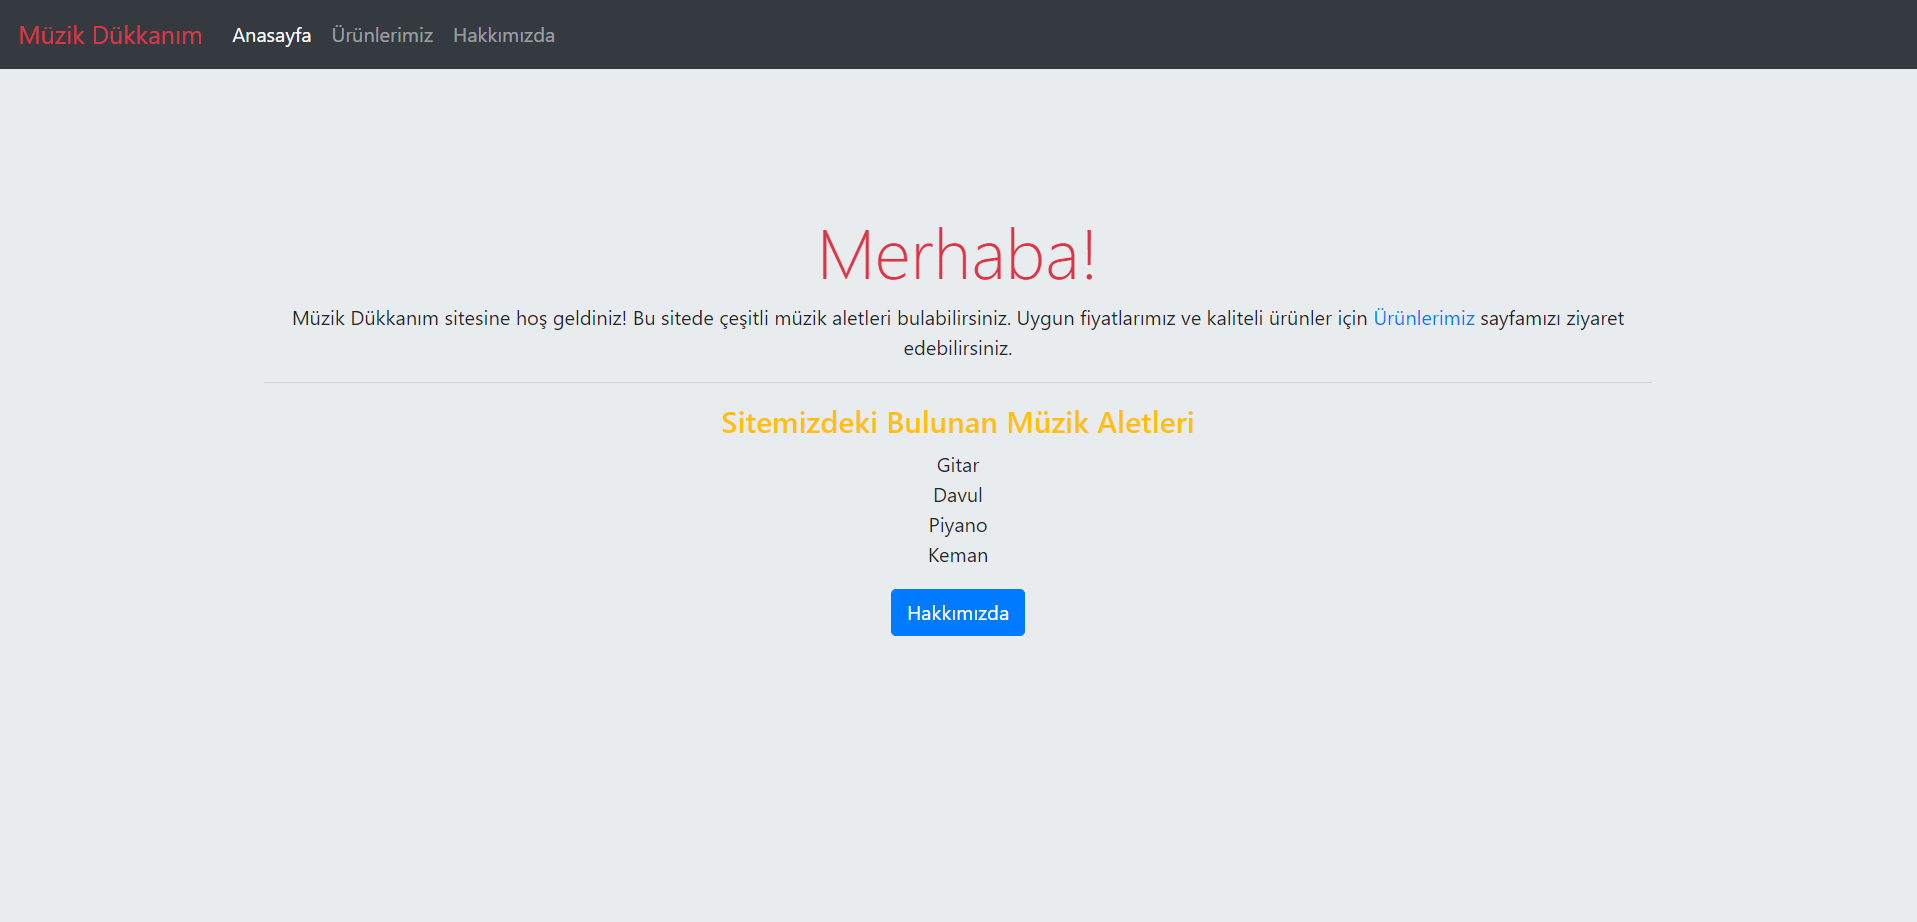 Müzik Dükkanım Anasayfa Ürünlerimiz Hakkımızda
Merhaba!
Müzik Dükkanım sitesine hoş geldiniz! Bu sitede çeşitli müzik aletleri bulabilirsiniz. Uygun fiyatlarımız ve kaliteli ürünler için Ürünlerimiz sayfamızı ziyaret
edebilirsiniz.
Sitemizdeki Bulunan Müzik Aletleri
Gitar
Davul
Piyano
Keman
Hakkımızda